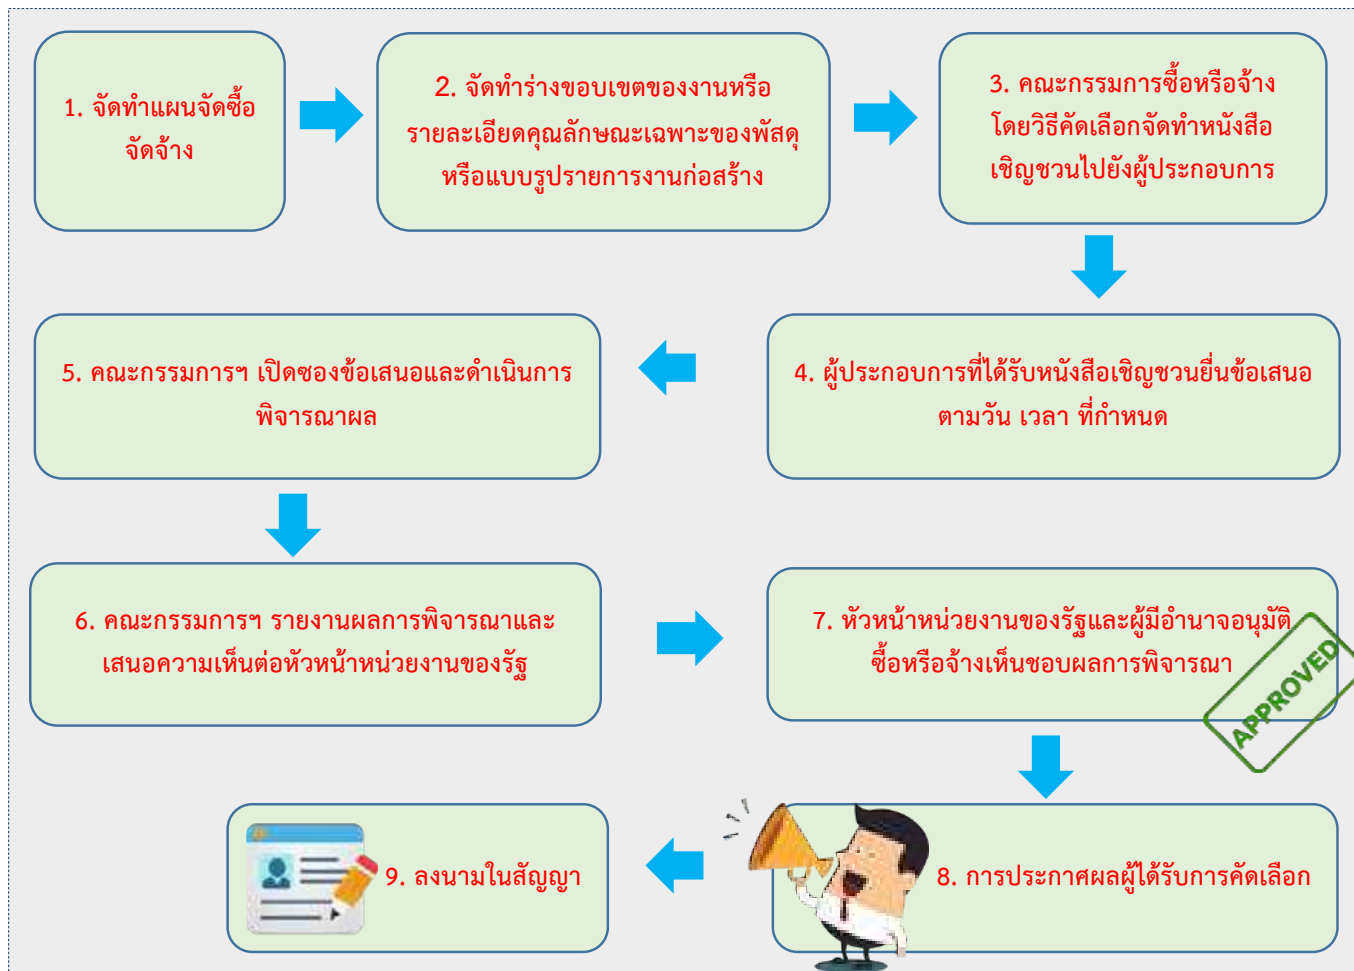 1. จัดทำแผนจัดซื้อ
จัดจ้าง
2. จัดทำร่างขอบเขตของงานหรือ
รายละเอียดคุณลักษณะเฉพาะของพัสดุ
หรือแบบรูปรายการงานก่อสร้าง
3. คณะกรรมการซื้อหรือจ้าง
โดยวิธีคัดเลือกจัดทำหนังสือ
เชิญชวนไปยังผู้ประกอบการ
4. ผู้ประกอบการที่ได้รับหนังสือเชิญชวนยื่นข้อเสนอ
ตามวัน เวลา ที่กำหนด
5. คณะกรรมการฯ เปิดซองข้อเสนอและดำเนินการ
พิจารณาผล
6. คณะกรรมการฯ รายงานผลการพิจารณาและ
เสนอความเห็นต่อหัวหน้าหน่วยงานของรัฐ
7. หัวหน้าหน่วยงานของรัฐและผู้มีอำนาจอนุมัติ
ซื้อหรือจ้างเห็นชอบผลการพิจารณา
APPROVED
8. การประกาศผลผู้ได้รับการคัดเลือก
9. ลงนามในสัญญา